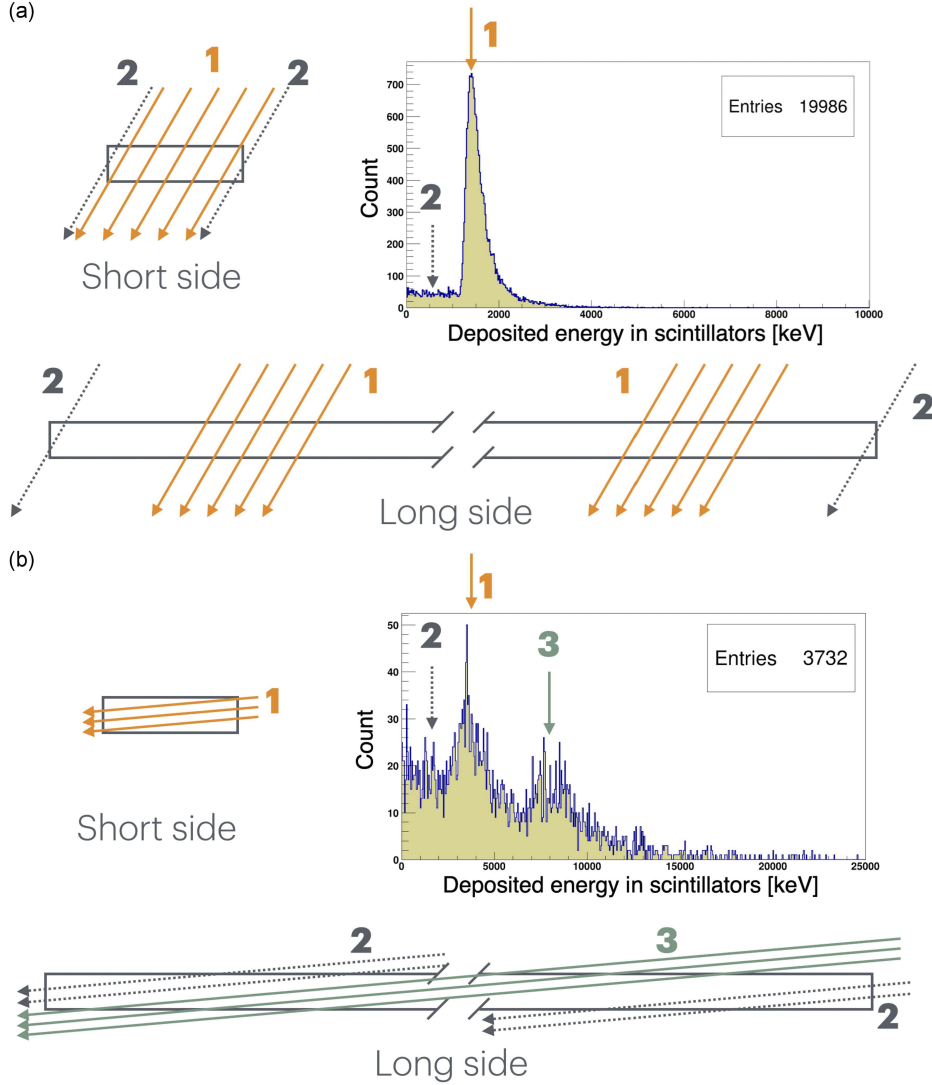 (a)
1
2 1 2
700
600
500
400
300
200
100
0
Count
Entries 19986
2
0 2000 4000 6000 8000 10000
Deposited energy in scintillators [keV]
Short side
2 1 1 2
Long side
(b)
1
50
40
30
20
10
0
Count
2 3
Entries 3732
1
0 5000 10000 15000 20000 25000
Deposited energy in scintillators [keV]
Short side
2 3
2
Long side